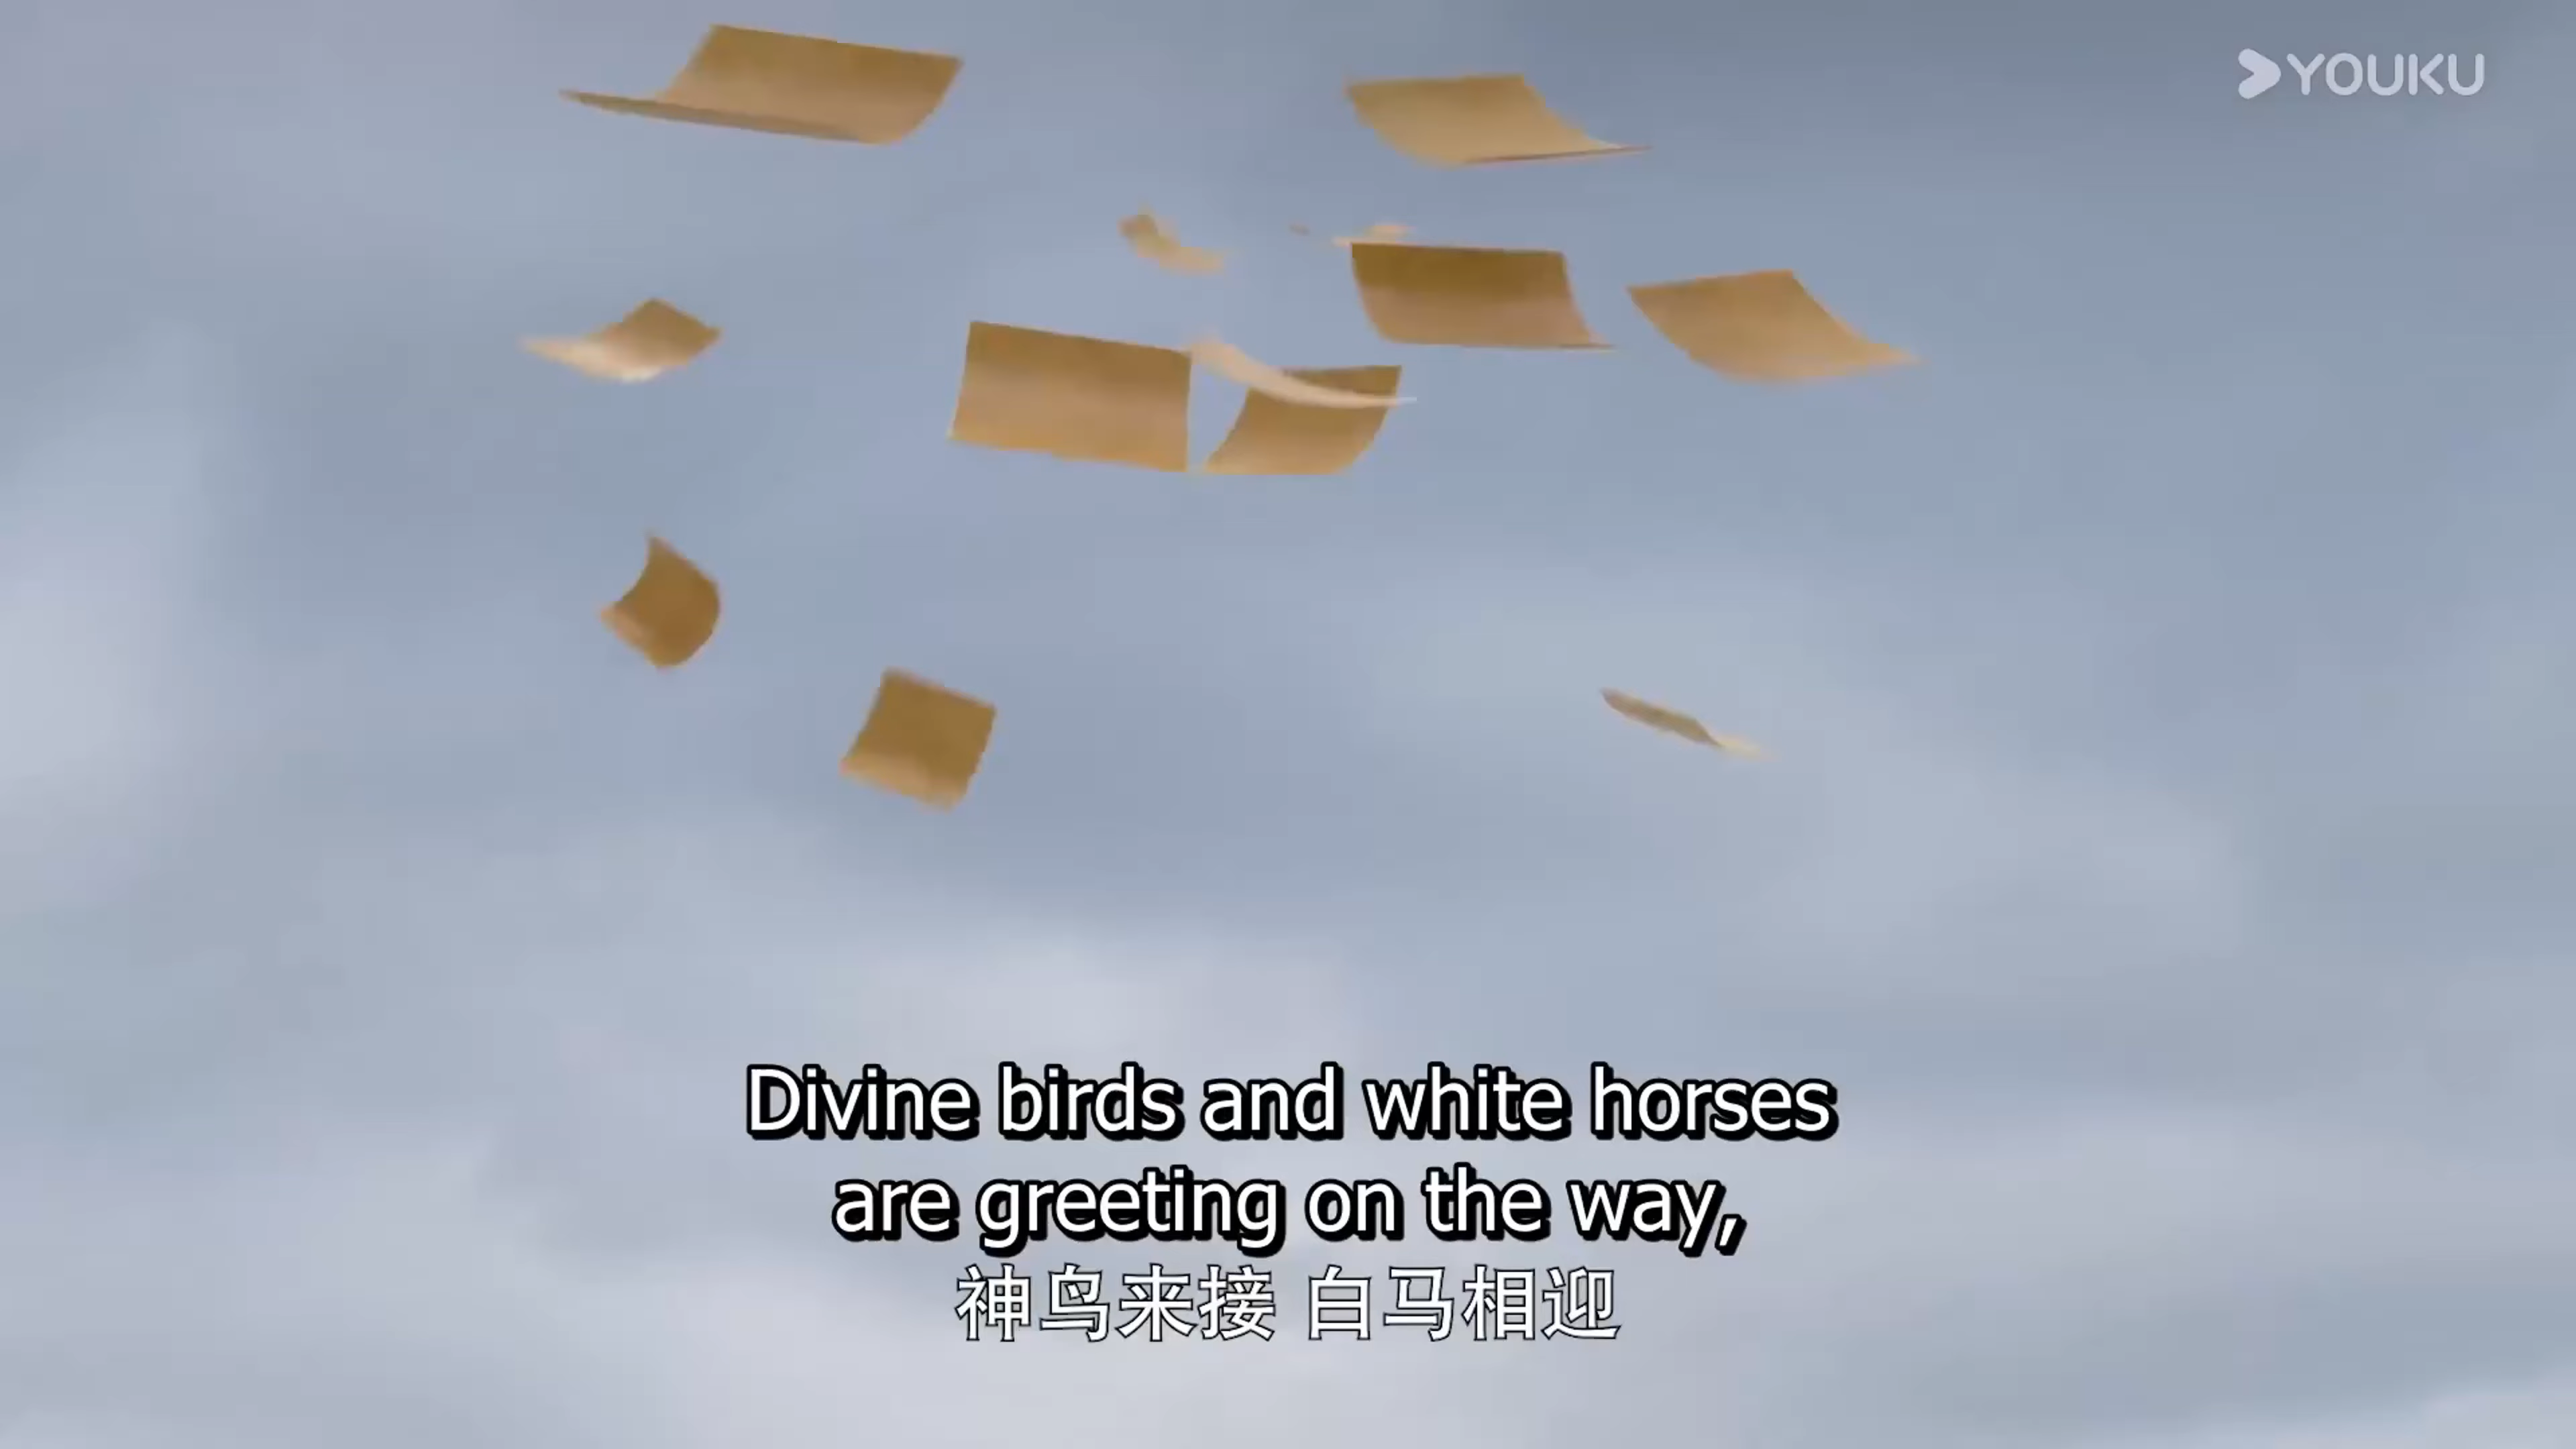 YOUKU
Divine birds and white horses
are greeting on the way,
神鸟来接 白马相迎